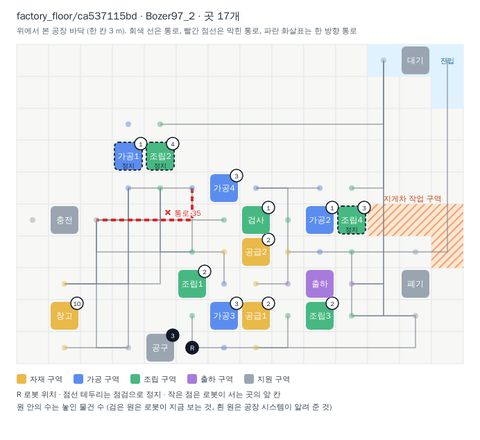 factory_floor/ca537115bd · Bozer97_2 · 곳 17개
위에서 본 공장 바닥 (한 칸 3 m). 회색 선은 통로, 빨간 점선은 막힌 통로, 파란 화살표는 한 방향 통로
대기
진입
1
4
가공1
정지
조립2
정지
3
가공4
지게차 작업 구역
✖ 통로35
충전
1
검사
2
가공2
1
조립4
4
정지
2
공급2
2
조립1
출하
폐기
10
창고
3
가공3
2
공급1
2
조립3
3
공구
R
자재 구역
가공 구역
조립 구역
출하 구역
지원 구역
R 로봇 위치 · 점선 테두리는 점검으로 정지 · 작은 점은 로봇이 서는 곳의 앞 칸
원 안의 수는 놓인 물건 수 (검은 원은 로봇이 지금 보는 것, 흰 원은 공장 시스템이 알려 준 것)